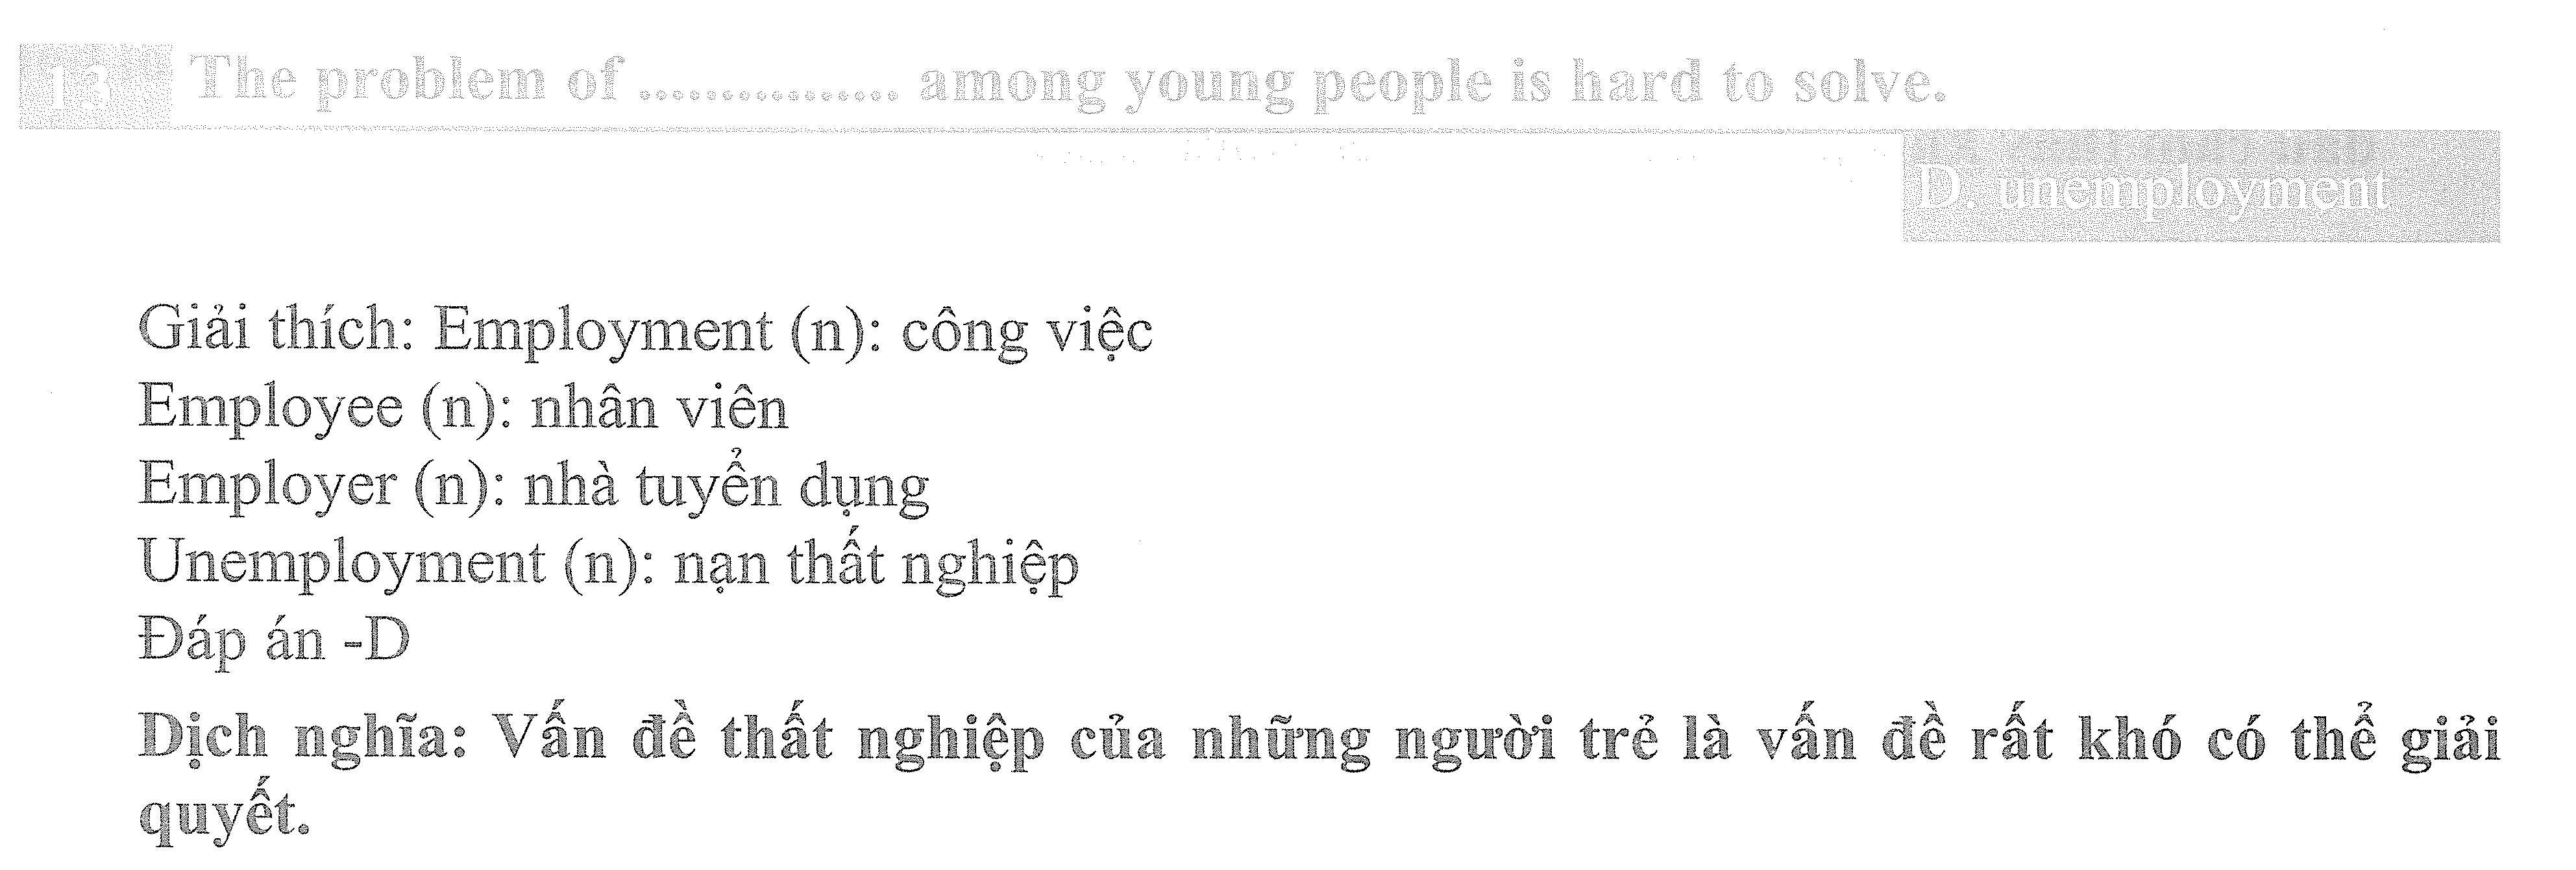 13 The problem of ................ among young people is hard to solve.
D. unemployment
Giải thích: Employment (n): công việc
Employee (n): nhân viên
Employer (n): nhà tuyển dụng
Unemployment (n): nạn thất nghiệp
Đáp án -D
Dịch nghĩa: Vấn đề thất nghiệp của những người trẻ là vấn đề rất khó có thể giải
quyết.